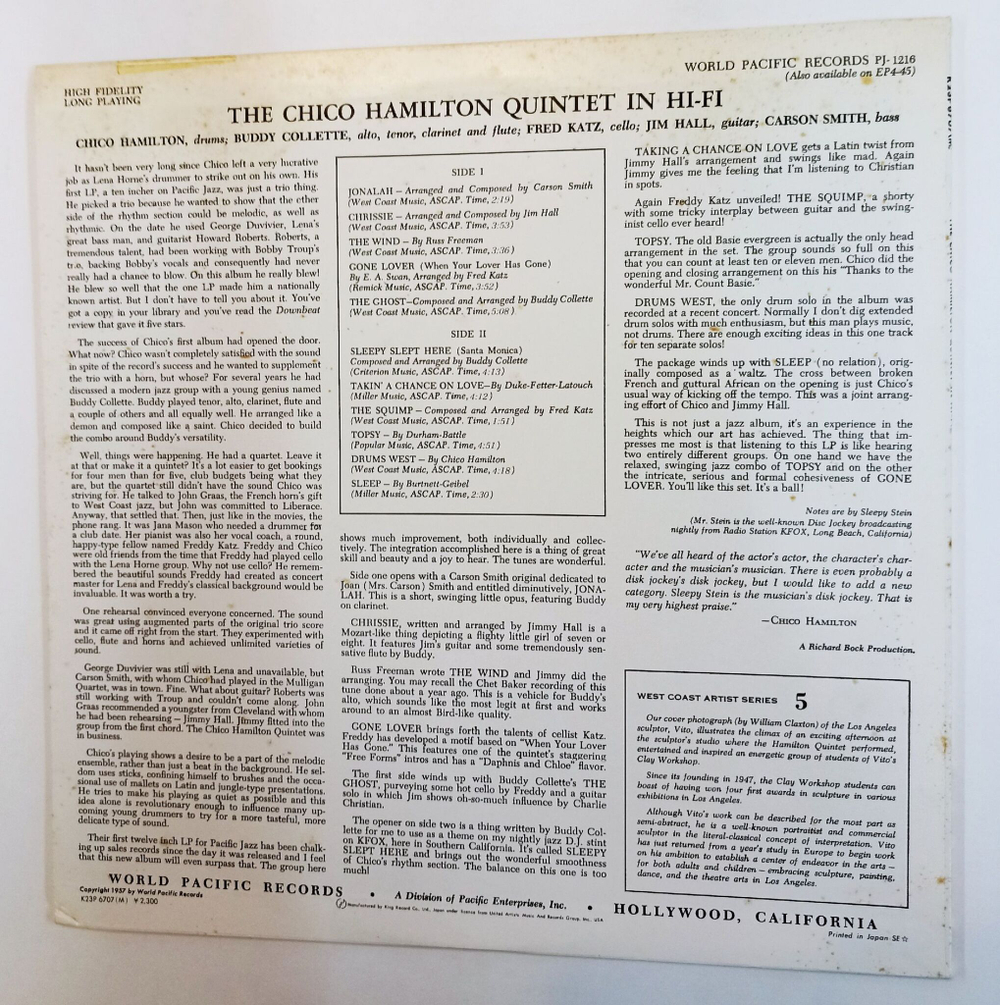 HIGH FIDELITY
LONG PLAYING
WORLD PACIFIC RECORDS PJ-1216
(Also available on EP4-45)
THE CHICO HAMILTON QUINTET IN HI-FI
CHICO HAMILTON, drums; BUDDY COLLETTE, alto, tenor, clarinet and flute; FRED KATZ, cello; JIM HALL, guitar; CARSON SMITH, bass
It hasn't been very long since Chico left a very lucrative
job as Lena Horne's drummer to strike out on his own. His
first LP, a ten incher on Pacific Jazz, was just a trio thing.
He picked a trio because he wanted to show that the other
side of the rhythm section could be melodic, as well as
rhythmic. On the date he used George Duvivier, Lena's
great bass man, and guitarist Howard Roberts. Roberts, a
tremendous talent, had been working with Bobby Troup's
trio, backing Bobby's vocals and consequently had never
really had a chance to blow. On this album he really blew!
He blew so well that the one LP made him a nationally
known artist. But I don't have to tell you about it. You've
got a copy in your library and you've read the Downbeat
review that gave it five stars.
The success of Chico's first album had opened the door.
What now? Chico wasn't completely satisfied with the sound
in spite of the record's success and he wanted to supplement
the trio with a horn, but whose? For several years he had
discussed a modern jazz group with a young genius named
Buddy Collette. Buddy played tenor, alto, clarinet, flute and
a couple of others and all equally well. He arranged like a
demon and composed like a saint. Chico decided to build
the combo around Buddy's versatility.
Well, things were happening. He had a quartet. Leave it
at that or make it a quintet? It's a lot easier to get bookings
for four men than for five, club budgets being what they
are, but the quartet still didn't have the sound Chico was
striving for. He talked to John Graas, the French horn's gift
to West Coast jazz, but John was committed to Liberace.
Anyway, that settled that. Then, just like in the movies, the
phone rang. It was Jana Mason who needed a drummer for
a club date. Her pianist was also her vocal coach, a round,
happy-type fellow named Freddy Katz. Freddy and Chico
were old friends from the time that Freddy had played cello
with the Lena Horne group. Why not use cello? He remem-
bered the beautiful sounds Freddy had created as concert
master for Lena and Freddy's classical background would be
invaluable. It was worth a try.
One rehearsal convinced everyone concerned. The sound
was great using augmented parts of the original trio score
and it came off right from the start. They experimented with
cello, flute and horns and achieved unlimited varieties of
sound.
George Duvivier was still with Lena and unavailable, but
Carson Smith, with whom Chico had played in the Mulligan
Quartet, was in town. Fine. What about guitar? Roberts was
still working with Troup and couldn't come along. John
Graas recommended a youngster from Cleveland with whom
he had been rehearsing — Jimmy Hall. Jimmy fitted into the
group from the first chord. The Chico Hamilton Quintet was
in business.
Chico's playing shows a desire to be a part of the melodic
ensemble, rather than just a beat in the background. He sel-
dom uses sticks, confining himself to brushes and the occa-
sional use of mallets on Latin and jungle-type presentations.
He tries to make his playing as quiet as possible and this
idea alone is revolutionary enough to influence many up-
coming young drummers to try for a more tasteful, more
delicate type of sound.
Their first twelve inch LP for Pacific Jazz has been chalk-
ing up sales records since the day it was released and I feel
that this new album will even surpass that. The group here
SIDE I
JONALAH — Arranged and Composed by Carson Smith
(West Coast Music, ASCAP. Time, 2:19)
CHRISSIE — Arranged and Composed by Jim Hall
(West Coast Music, ASCAP. Time, 3:53)
THE WIND — By Russ Freeman
(West Coast Music, ASCAP. Time, 3:36)
GONE LOVER (When Your Lover Has Gone)
By E. A. Swan, Arranged by Fred Katz
(Remick Music, ASCAP. Time, 3:52)
THE GHOST—Composed and Arranged by Buddy Collette
(West Coast Music, ASCAP. Time, 5:08)
SIDE II
SLEEPY SLEPT HERE (Santa Monica)
Composed and Arranged by Buddy Collette
(Criterion Music, ASCAP. Time, 4:13)
TAKIN' A CHANCE ON LOVE—By Duke-Fetter-Latouch
(Miller Music, ASCAP. Time, 4:12)
THE SQUIMP — Composed and Arranged by Fred Katz
(West Coast Music, ASCAP. Time, 1:51)
TOPSY — By Durham-Battle
(Popular Music, ASCAP. Time, 4:51)
DRUMS WEST — By Chico Hamilton
(West Coast Music, ASCAP. Time, 4:18)
SLEEP — By Burtnett-Geibel
(Miller Music, ASCAP. Time, 2:30)
shows much improvement, both individually and collec-
tively. The integration accomplished here is a thing of great
skill and beauty and a joy to hear. The tunes are wonderful.
Side one opens with a Carson Smith original dedicated to
Joan (Mrs. Carson) Smith and entitled diminutively, JONA-
LAH. This is a short, swinging little opus, featuring Buddy
on clarinet.
CHRISSIE, written and arranged by Jimmy Hall is a
Mozart-like thing depicting a flighty little girl of seven or
eight. It features Jim's guitar and some tremendously sen-
sative flute by Buddy.
Russ Freeman wrote THE WIND and Jimmy did the
arranging. You may recall the Chet Baker recording of this
tune done about a year ago. This is a vehicle for Buddy's
alto, which sounds like the most legit at first and works
around to an almost Bird-like quality.
GONE LOVER brings forth the talents of cellist Katz.
Freddy has developed a motif based on "When Your Lover
Has Gone." This features one of the quintet's staggering
"Free Forms" intros and has a "Daphnis and Chloe" flavor.
The first side winds up with Buddy Collette's THE
GHOST, purveying some hot cello by Freddy and a guitar
solo in which Jim shows oh-so-much influence by Charlie
Christian.
The opener on side two is a thing written by Buddy Col-
lette for me to use as a theme on my nightly jazz D.J. stint
on KFOX, here in Southern California. It's called SLEEPY
SLEPT HERE and brings out the wonderful smoothness
of Chico's rhythm section. The balance on this one is too
much!
TAKING A CHANCE ON LOVE gets a Latin twist from
Jimmy Hall's arrangement and swings like mad. Again
Jimmy gives me the feeling that I'm listening to Christian
in spots.
Again Freddy Katz unveiled! THE SQUIMP, a shorty
with some tricky interplay between guitar and the swing-
inist cello ever heard!
TOPSY. The old Basie evergreen is actually the only head
arrangement in the set. The group sounds so full on this
that you can count at least ten or eleven men. Chico did the
opening and closing arrangement on this his "Thanks to the
wonderful Mr. Count Basie."
DRUMS WEST, the only drum solo in the album was
recorded at a recent concert. Normally I don't dig extended
drum solos with much enthusiasm, but this man plays music,
not drums. There are enough exciting ideas in this one track
for ten separate solos!
The package winds up with SLEEP (no relation), orig-
inally composed as a waltz. The cross between broken
French and guttural African on the opening is just Chico's
usual way of kicking off the tempo. This was a joint arrang-
ing effort of Chico and Jimmy Hall.
This is not just a jazz album, it's an experience in the
heights which our art has achieved. The thing that im-
presses me most is that listening to this LP is like hearing
two entirely different groups. On one hand we have the
relaxed, swinging jazz combo of TOPSY and on the other
the intricate, serious and formal cohesiveness of GONE
LOVER. You'll like this set. It's a ball!
Notes are by Sleepy Stein
(Mr. Stein is the well-known Disc Jockey broadcasting
nightly from Radio Station KFOX, Long Beach, California)
"We've all heard of the actor's actor, the character's char-
acter and the musician's musician. There is even probably a
disk jockey's disk jockey, but I would like to add a new
category. Sleepy Stein is the musician's disk jockey. That is
my very highest praise."
—CHICO HAMILTON
A Richard Bock Production.
WEST COAST ARTIST SERIES 5
Our cover photograph (by William Claxton) of the Los Angeles
sculptor, Vito, illustrates the climax of an exciting afternoon at
the sculptor's studio where the Hamilton Quintet performed,
entertained and inspired an energetic group of students of Vito's
Clay Workshop.
Since its founding in 1947, the Clay Workshop students can
boast of having won four first awards in sculpture in various
exhibitions in Los Angeles.
Although Vito's work can be described for the most part as
semi-abstract, he is a well-known portraitist and commercial
sculptor in the literal-classical concept of interpretation. Vito
has just returned from a year's study in Europe to begin work
on his ambition to establish a center of endeavor in the arts —
for both adults and children — embracing sculpture, painting,
dance, and the theatre arts in Los Angeles.
WORLD PACIFIC RECORDS • A Division of Pacific Enterprises, Inc. • HOLLYWOOD, CALIFORNIA
Copyright 1957 by World Pacific Records
K23P 6707(M) ￥2,300
Manufactured by King Record Co., Ltd., Japan under license from United Artists Music And Records Group, Inc., USA
Printed in Japan SE☆